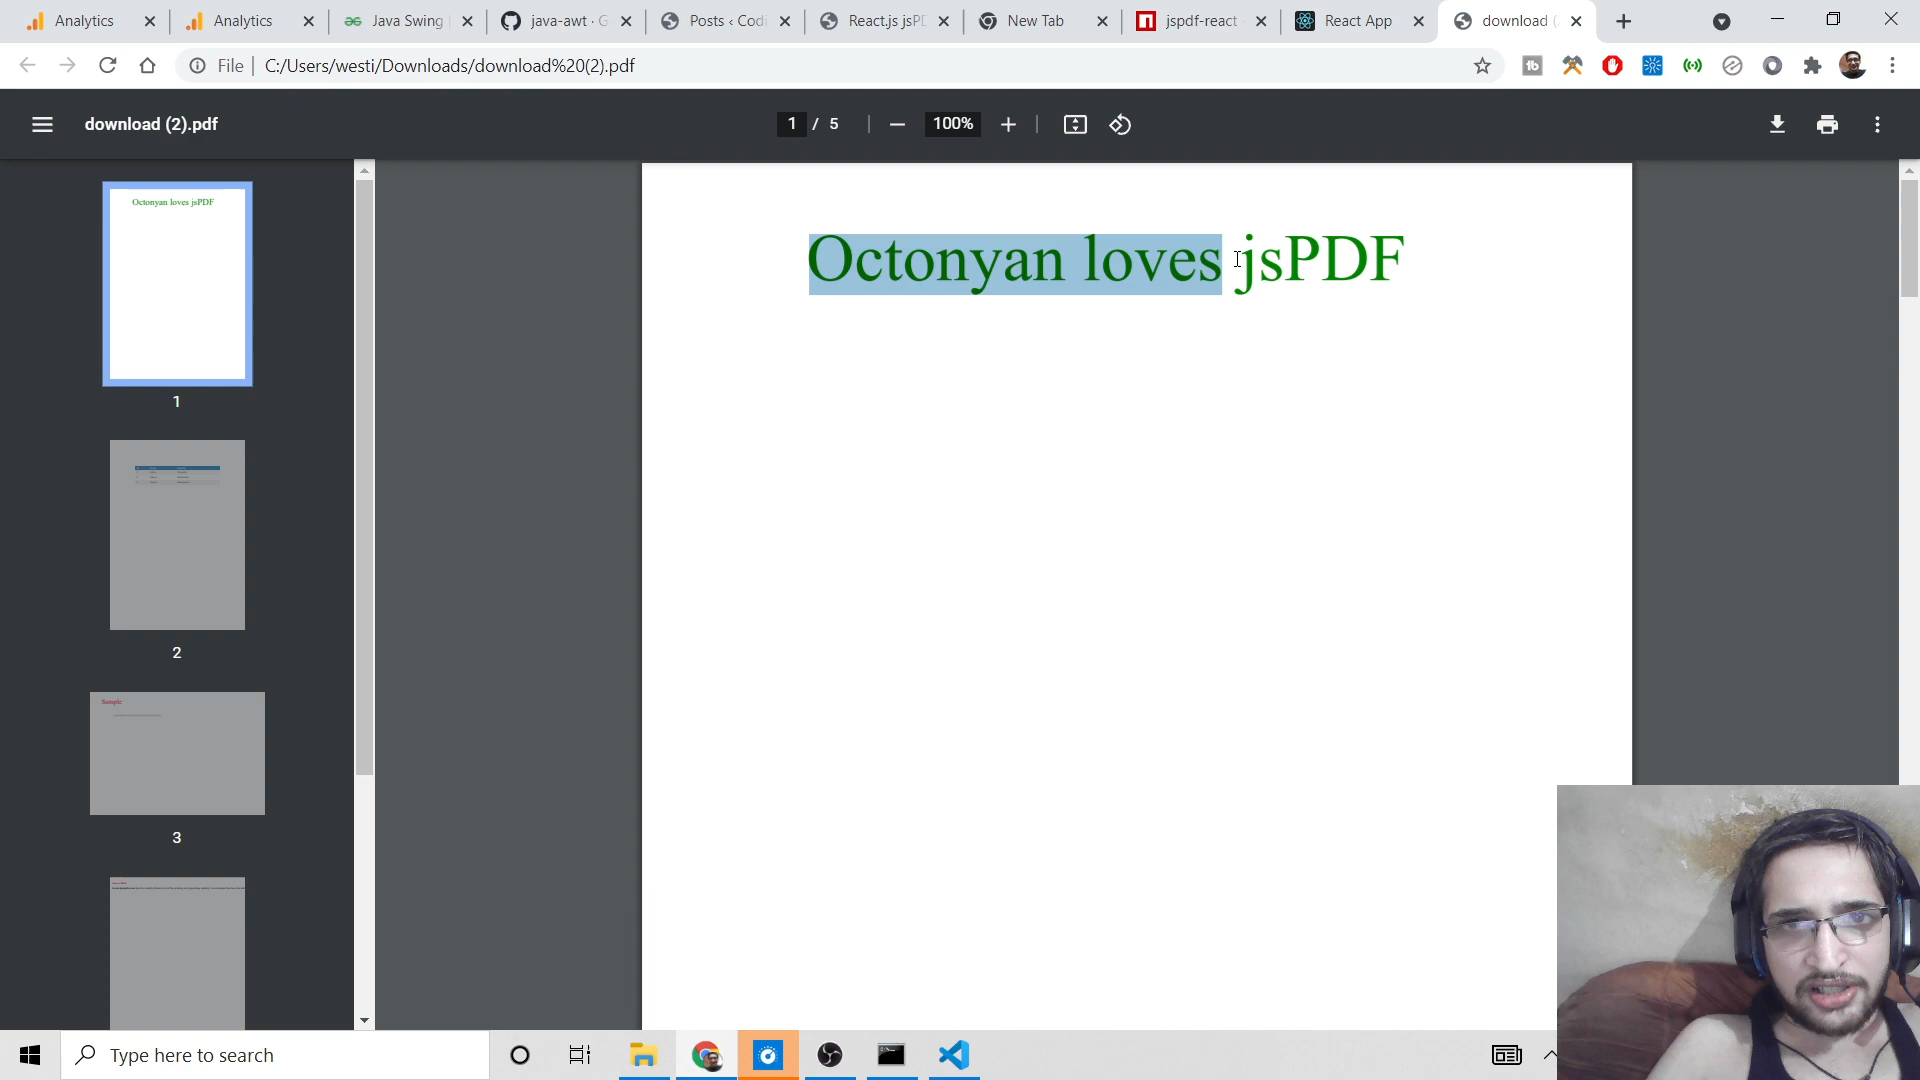 Analytics
Analytics
Java Swing
java-awt · G
Posts ‹ Codi
React.js jsPD
New Tab
jspdf-react
React App
download (
File
C:/Users/westi/Downloads/download%20(2).pdf
download (2).pdf
1 / 5
100%
Octonyan loves jsPDF
1
2
Sample
3
Octonyan loves jsPDF
Type here to search